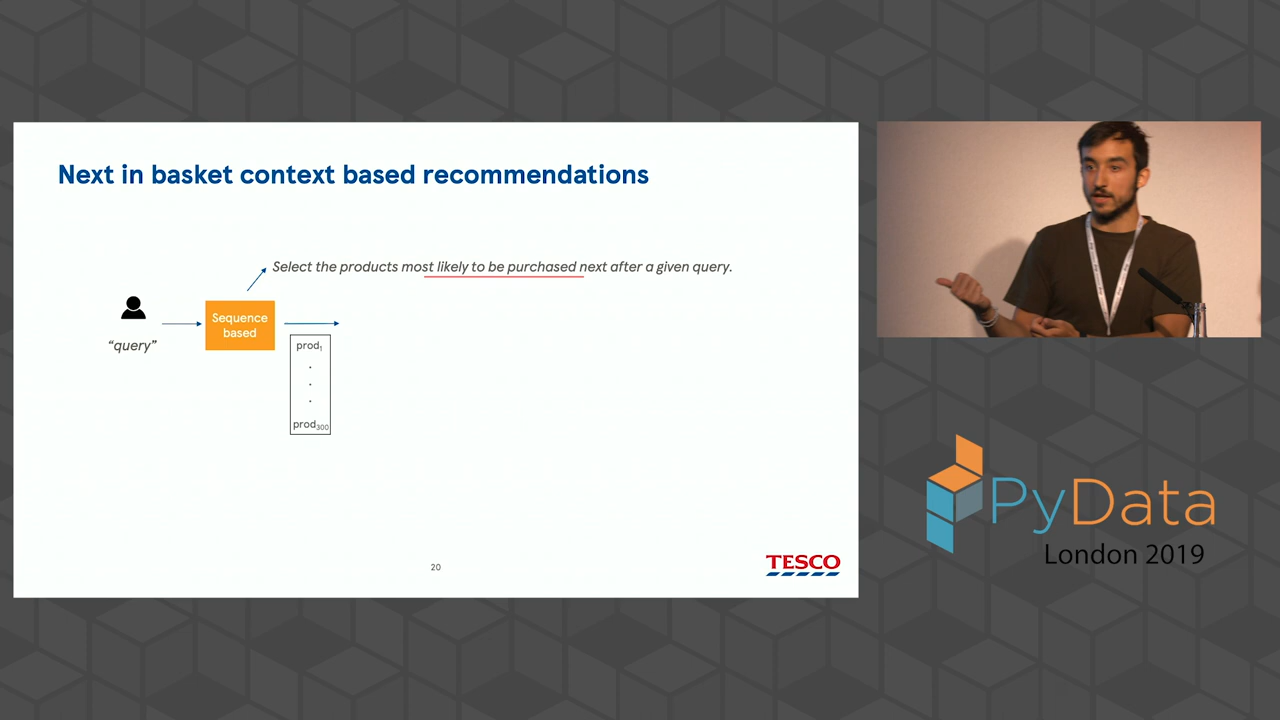 Next in basket context based recommendations
Select the products most likely to be purchased next after a given query.
Sequence
based
“query”
prod1
.
.
.
prod300
20
TESCO
PyData
London 2019